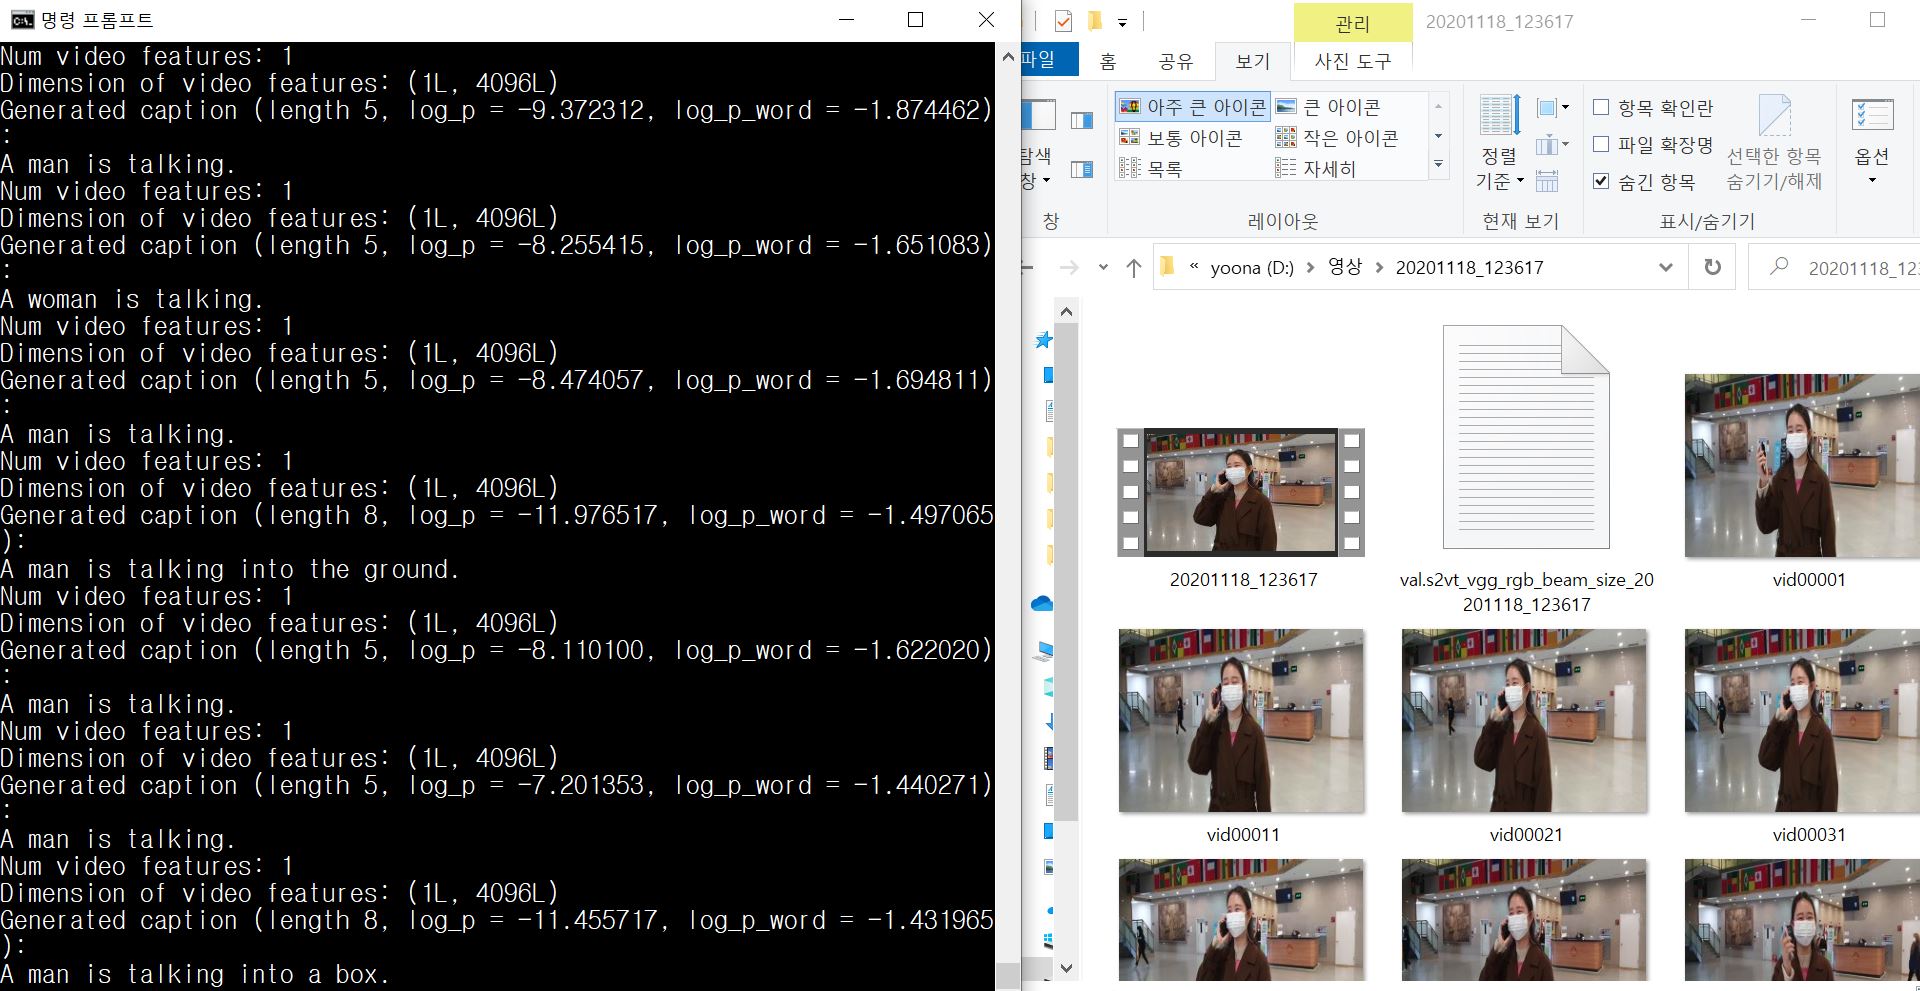 명령 프롬프트
Num video features: 1
Dimension of video features: (1L, 4096L)
Generated caption (length 5, log_p = -9.372312, log_p_word = -1.874462)
:
A man is talking.
Num video features: 1
Dimension of video features: (1L, 4096L)
Generated caption (length 5, log_p = -8.255415, log_p_word = -1.651083)
:
A woman is talking.
Num video features: 1
Dimension of video features: (1L, 4096L)
Generated caption (length 5, log_p = -8.474057, log_p_word = -1.694811)
:
A man is talking.
Num video features: 1
Dimension of video features: (1L, 4096L)
Generated caption (length 8, log_p = -11.976517, log_p_word = -1.497065
):
A man is talking into the ground.
Num video features: 1
Dimension of video features: (1L, 4096L)
Generated caption (length 5, log_p = -8.110100, log_p_word = -1.622020)
:
A man is talking.
Num video features: 1
Dimension of video features: (1L, 4096L)
Generated caption (length 5, log_p = -7.201353, log_p_word = -1.440271)
:
A man is talking.
Num video features: 1
Dimension of video features: (1L, 4096L)
Generated caption (length 8, log_p = -11.455717, log_p_word = -1.431965
):
A man is talking into a box.
관리 20201118_123617
파일 홈 공유 보기 사진 도구
아주 큰 아이콘 큰 아이콘
보통 아이콘 작은 아이콘
목록 자세히
탐색
창
정렬
기준
항목 확인란
파일 확장명
숨긴 항목
선택한 항목
숨기기/해제
옵션
창 레이아웃 현재 보기 표시/숨기기
« yoona (D:) 영상 20201118_123617
20201118_123
20201118_123617
val.s2vt_vgg_rgb_beam_size_20
201118_123617
vid00001
vid00011 vid00021 vid00031